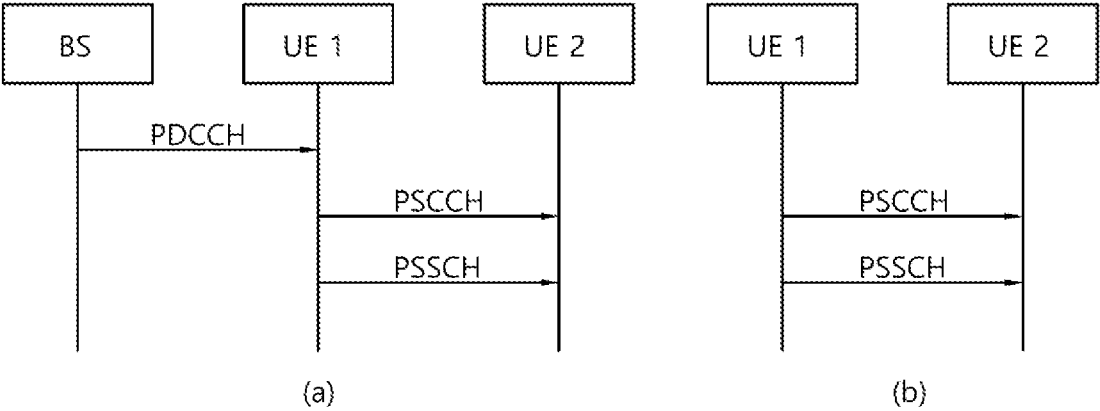 BS UE 1 UE 2 UE 1 UE 2
PDCCH
PSCCH PSCCH
PSSCH PSSCH
(a) (b)